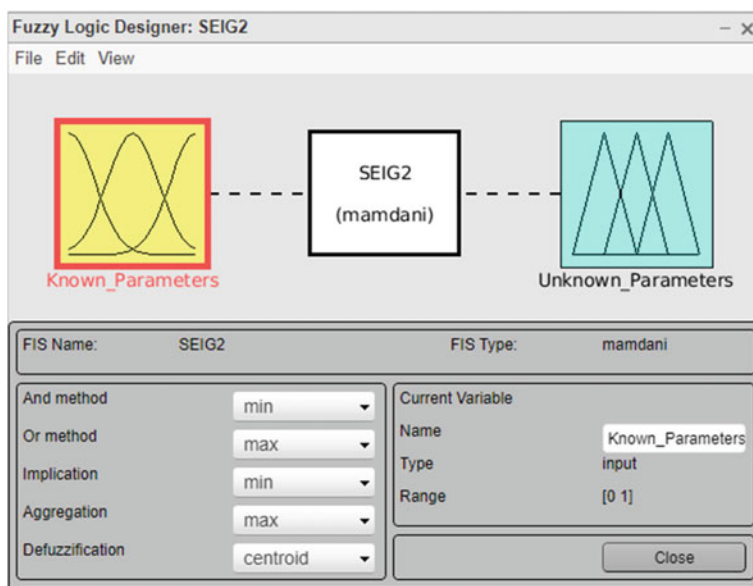 Fuzzy Logic Designer: SEIG2
File Edit View
SEIG2
(mamdani)
Known_Parameters
Unknown_Parameters
FIS Name: SEIG2 FIS Type: mamdani
And method min
Or method max
Implication min
Aggregation max
Defuzzification centroid
Current Variable
Name Known_Parameters
Type input
Range [0 1]
Close